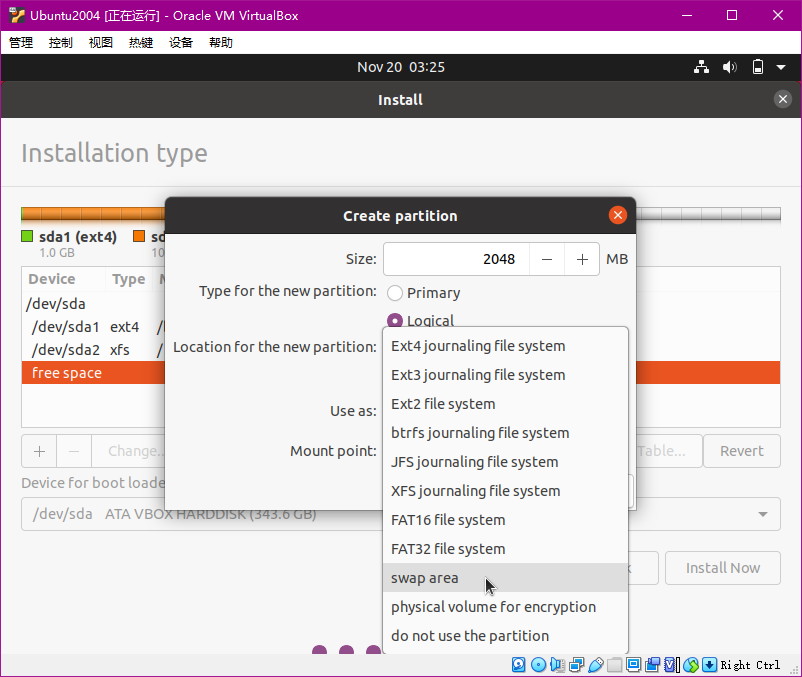 Ubuntu2004 [正在运行] - Oracle VM VirtualBox
管理 控制 视图 热键 设备 帮助
Nov 20 03:25
Install
Installation type
Create partition
sda1 (ext4)
1.0 GB
Size: 2048 MB
Device Type
Type for the new partition: Primary
/dev/sda
Logical
/dev/sda1 ext4
/dev/sda2 xfs
Location for the new partition:
free space
Use as:
Mount point:
Ext4 journaling file system
Ext3 journaling file system
Ext2 file system
btrfs journaling file system
JFS journaling file system
XFS journaling file system
FAT16 file system
FAT32 file system
swap area
physical volume for encryption
do not use the partition
+ − Change... Table... Revert
Device for boot loade
/dev/sda ATA VBOX HARDDISK (343.6 GB)
Install Now
Right Ctrl